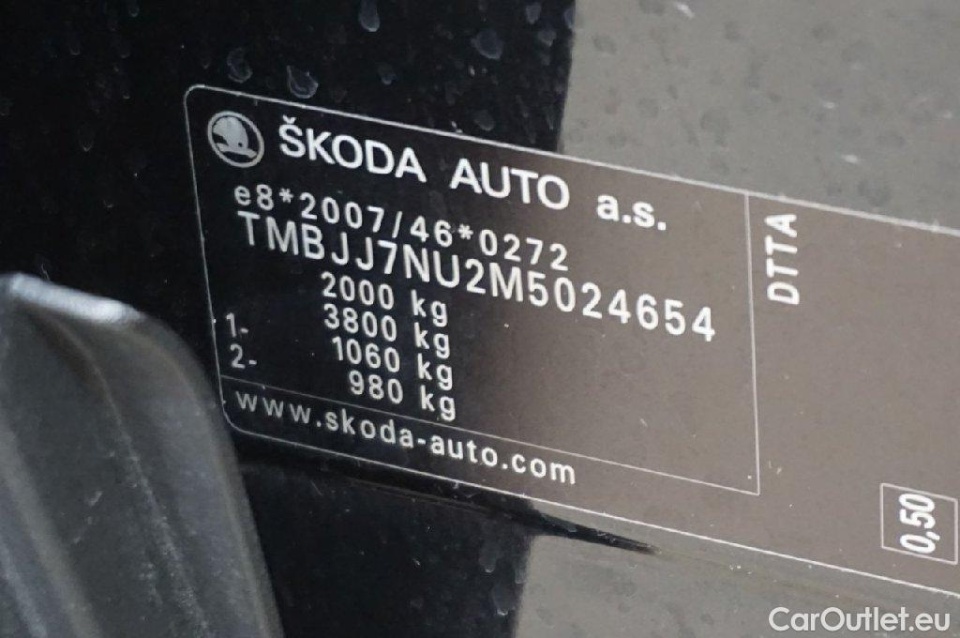 ŠKODA AUTO a.s.
e8*2007/46*0272
TMBJJ7NU2M5024654
2000 kg
3800 kg
1- 1060 kg
2- 980 kg
www.skoda-auto.com
DTTA
0,50
CarOutlet.eu